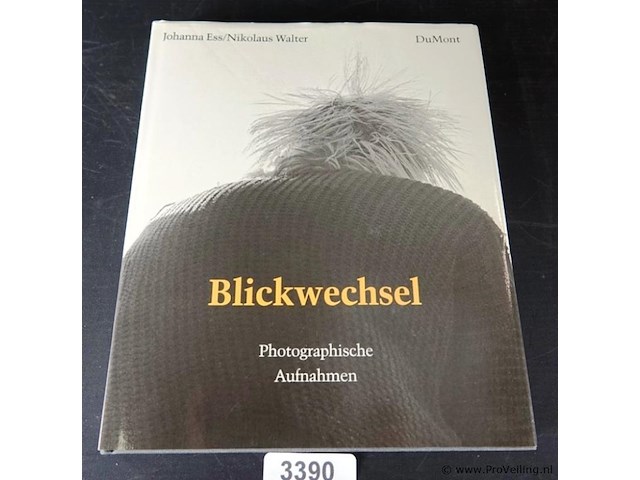 Johanna Ess/Nikolaus Walter DuMont
Blickwechsel
Photographische
Aufnahmen
3390
© www.ProVeiling.nl